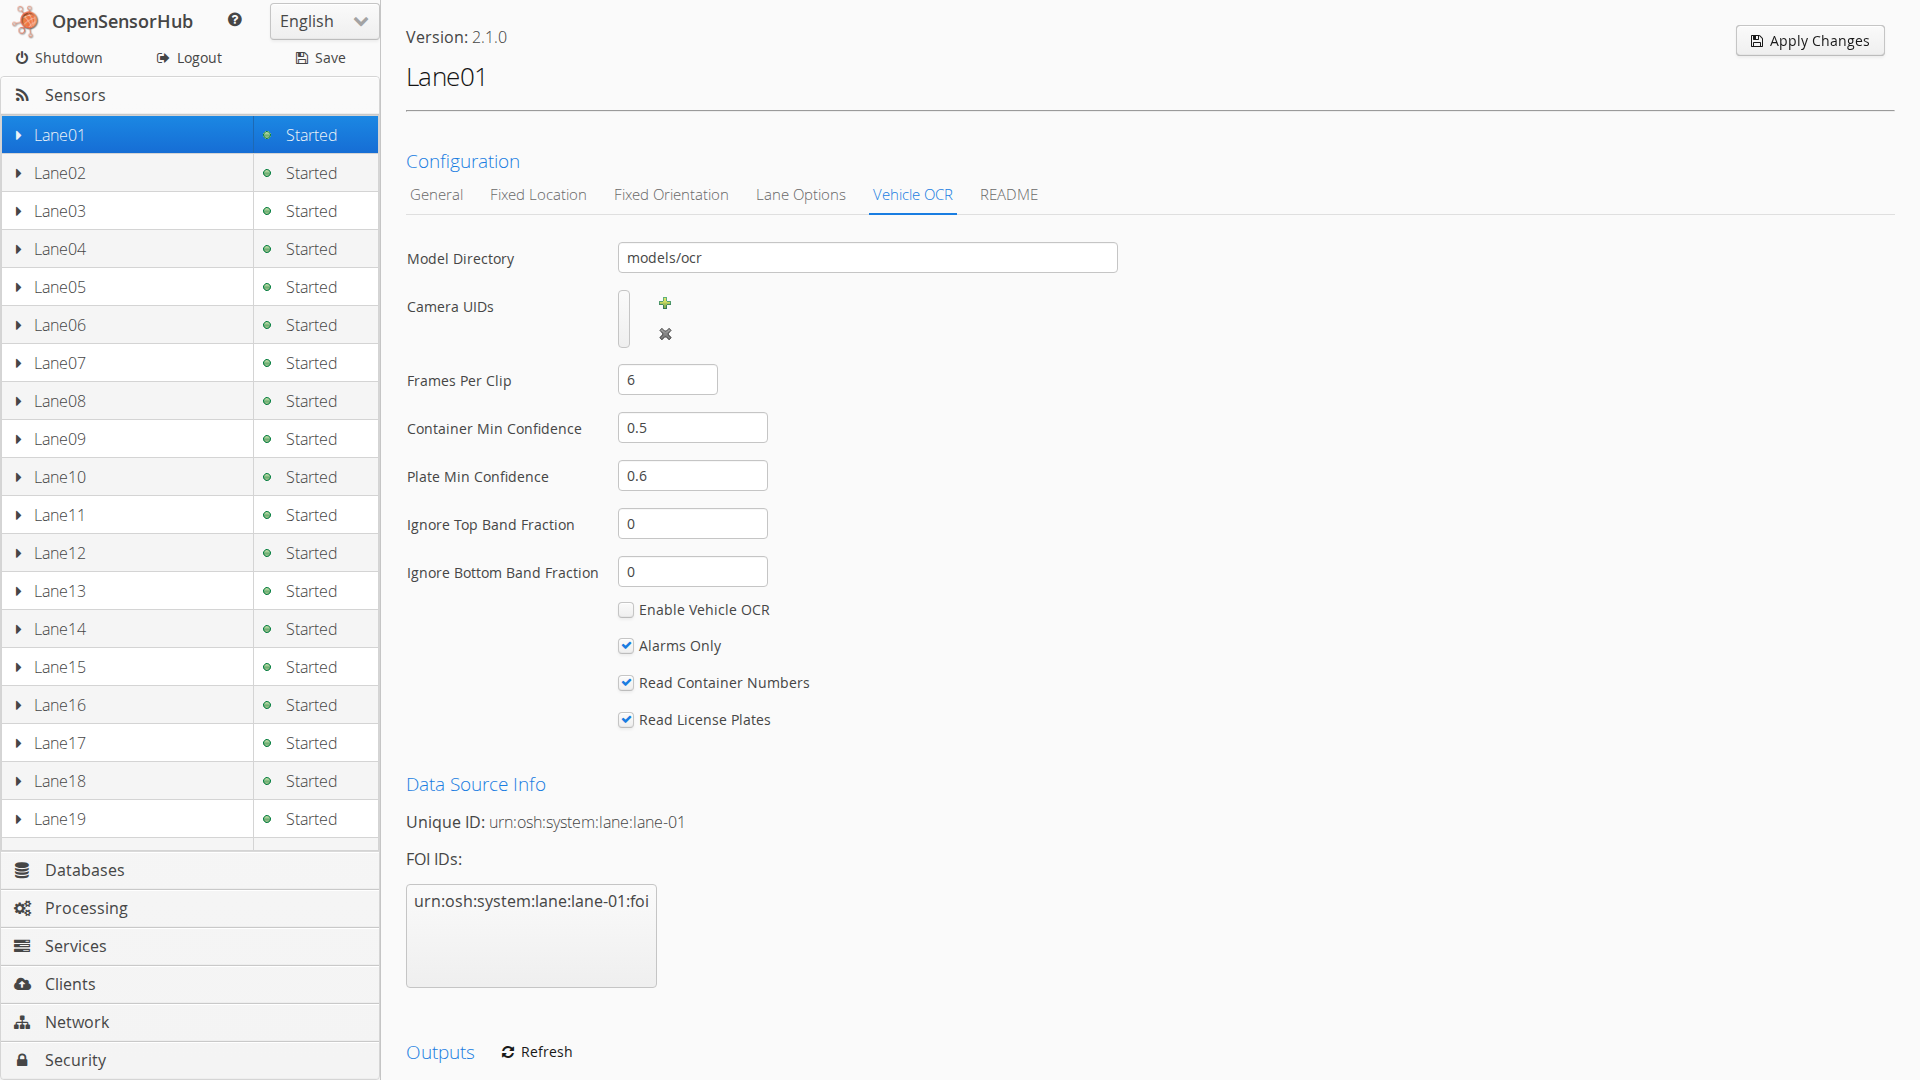 OpenSensorHub
English
Shutdown
Logout
Save
Sensors
Lane01 Started
Lane02 Started
Lane03 Started
Lane04 Started
Lane05 Started
Lane06 Started
Lane07 Started
Lane08 Started
Lane09 Started
Lane10 Started
Lane11 Started
Lane12 Started
Lane13 Started
Lane14 Started
Lane15 Started
Lane16 Started
Lane17 Started
Lane18 Started
Lane19 Started
Databases
Processing
Services
Clients
Network
Security
Version: 2.1.0
Apply Changes
Lane01
Configuration
General Fixed Location Fixed Orientation Lane Options Vehicle OCR README
Model Directory models/ocr
Camera UIDs
Frames Per Clip 6
Container Min Confidence 0.5
Plate Min Confidence 0.6
Ignore Top Band Fraction 0
Ignore Bottom Band Fraction 0
Enable Vehicle OCR
Alarms Only
Read Container Numbers
Read License Plates
Data Source Info
Unique ID: urn:osh:system:lane:lane-01
FOI IDs:
urn:osh:system:lane:lane-01:foi
Outputs Refresh